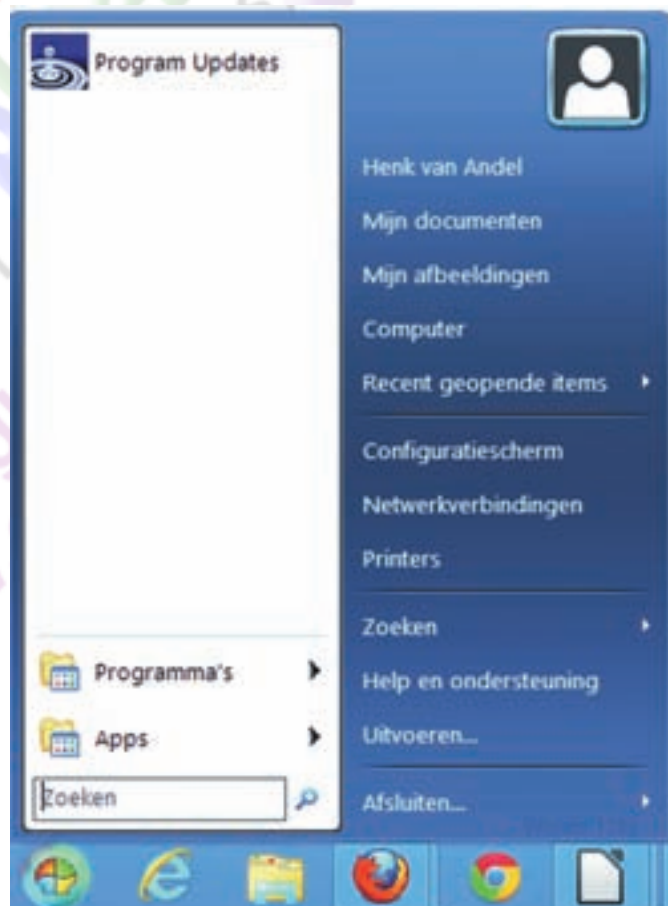 Program Updates
Programma's
Apps
Zoeken
Henk van Andel
Mijn documenten
Mijn afbeeldingen
Computer
Recent geopende items
Configuratiescherm
Netwerkverbindingen
Printers
Zoeken
Help en ondersteuning
Uitvoeren...
Afsluiten...